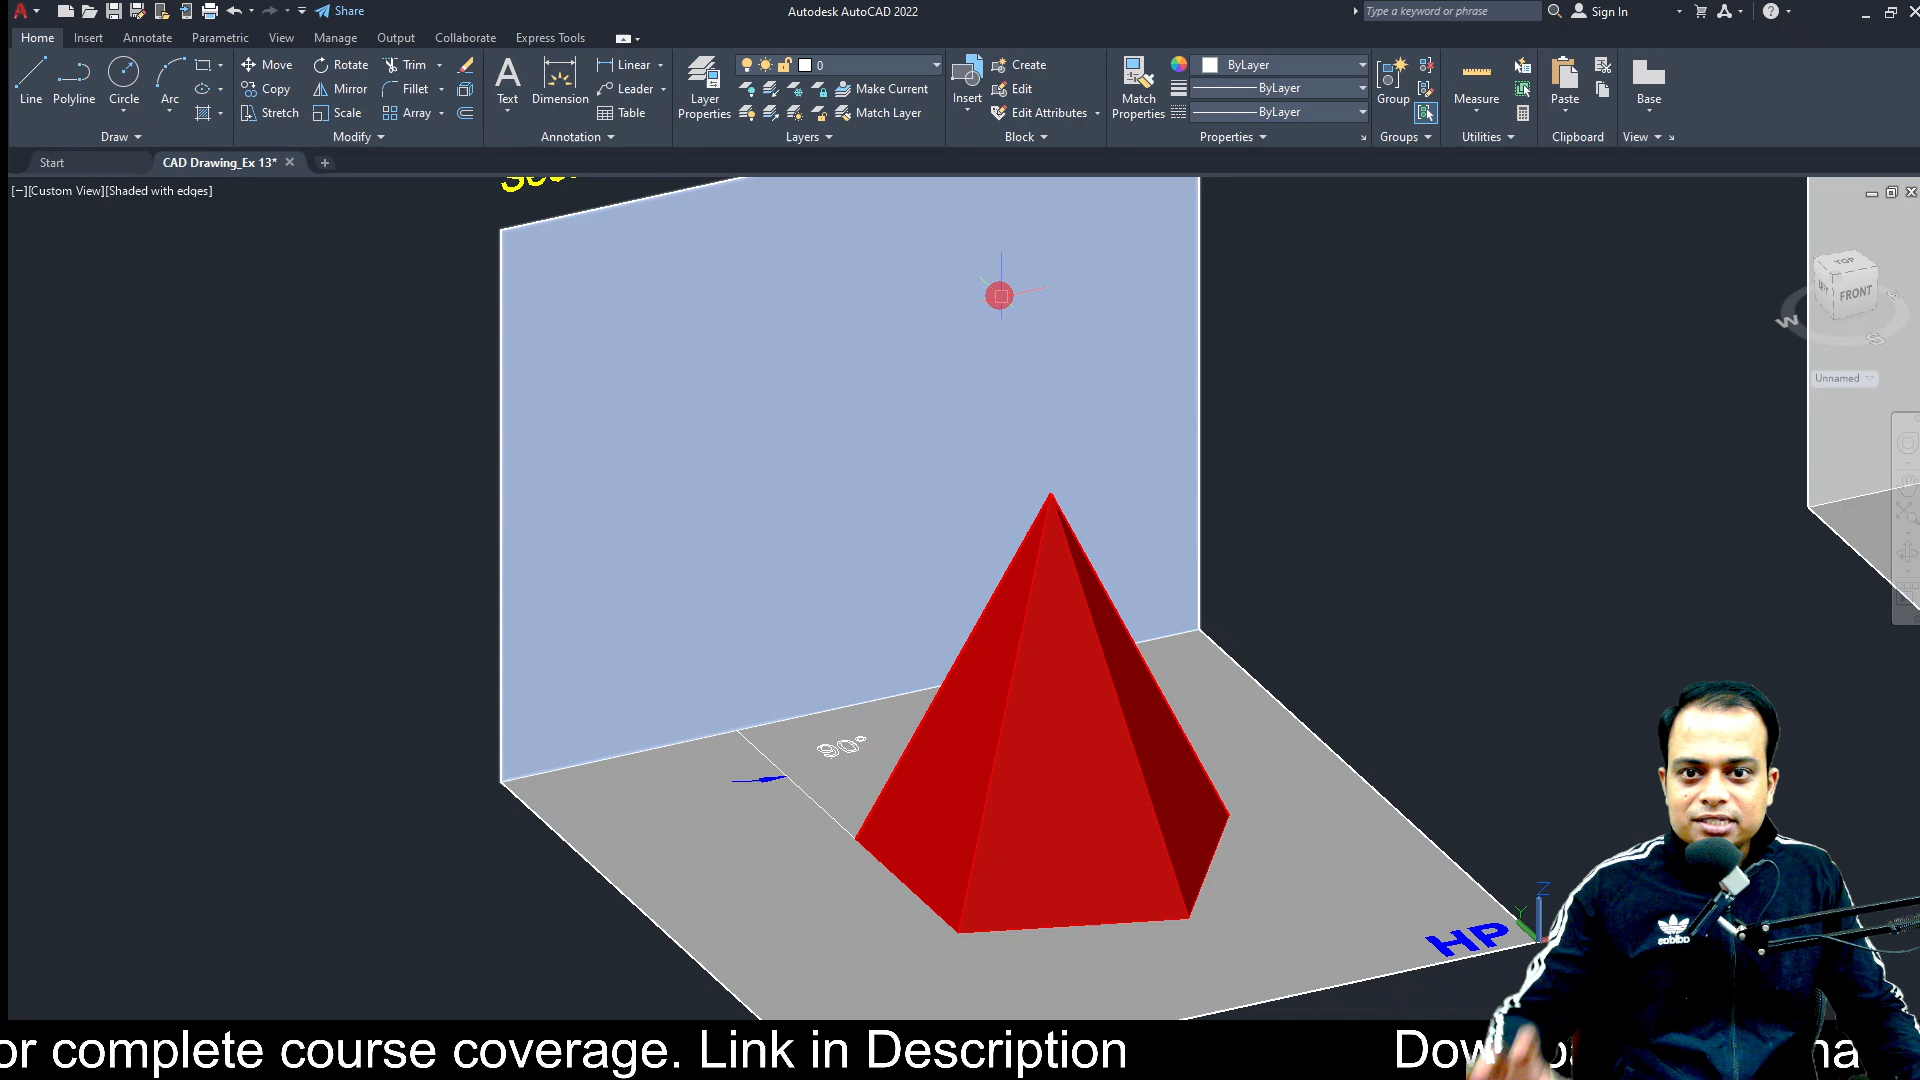 Share
Autodesk AutoCAD 2022
Type a keyword or phrase
Sign In
Home Insert Annotate Parametric View Manage Output Collaborate Express Tools
Line Polyline Circle Arc
Move Rotate Trim
Copy Mirror Fillet
Stretch Scale Array
Text Dimension
Linear
Leader
Table
Layer Properties
0
Make Current
Match Layer
Insert
Create
Edit
Edit Attributes
Match Properties
ByLayer
ByLayer
ByLayer
Group
Measure
Paste
Base
Draw Modify Annotation Layers Block Properties Groups Utilities Clipboard View
Start CAD Drawing_Ex 13*
[−][Custom View][Shaded with edges]
TOP
LEFT FRONT
W
S
Unnamed
90°
Z
Y
HP
adidas
or complete course coverage. Link in Description